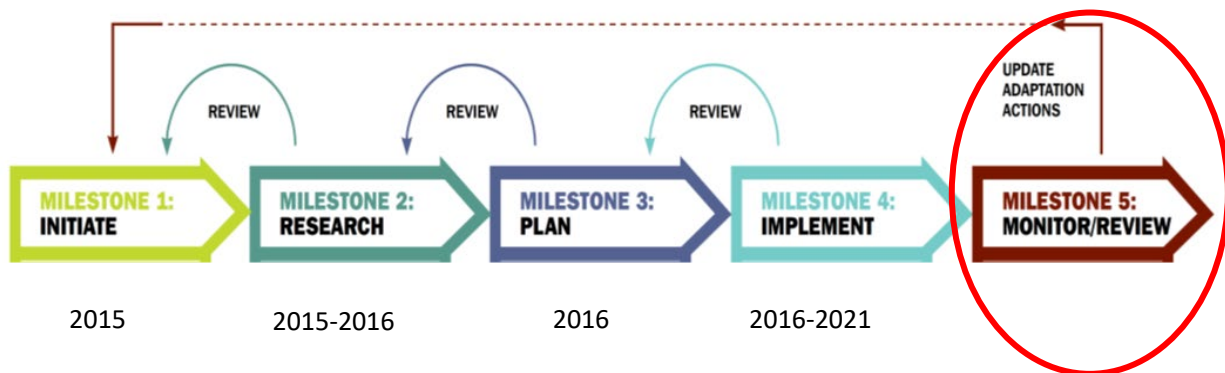 UPDATE
ADAPTATION
ACTIONS
REVIEW
REVIEW
REVIEW
MILESTONE 1:
INITIATE
MILESTONE 2:
RESEARCH
MILESTONE 3:
PLAN
MILESTONE 4:
IMPLEMENT
MILESTONE 5:
MONITOR/REVIEW
2015
2015-2016
2016
2016-2021